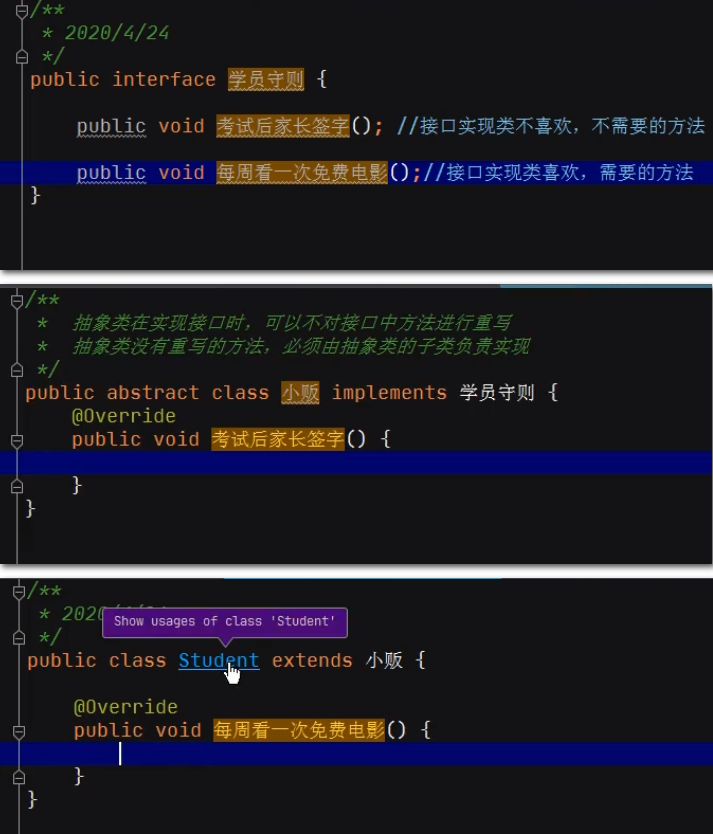 /**
* 2020/4/24
*/
public interface 学员守则 {
public void 考试后家长签字(); //接口实现类不喜欢，不需要的方法
public void 每周看一次免费电影();//接口实现类喜欢，需要的方法
}
/**
* 抽象类在实现接口时，可以不对接口中方法进行重写
* 抽象类没有重写的方法，必须由抽象类的子类负责实现
*/
public abstract class 小贩 implements 学员守则 {
@Override
public void 考试后家长签字() {
}
}
/**
* 202
Show usages of class 'Student'
*/
public class Student extends 小贩 {
@Override
public void 每周看一次免费电影() {
}
}